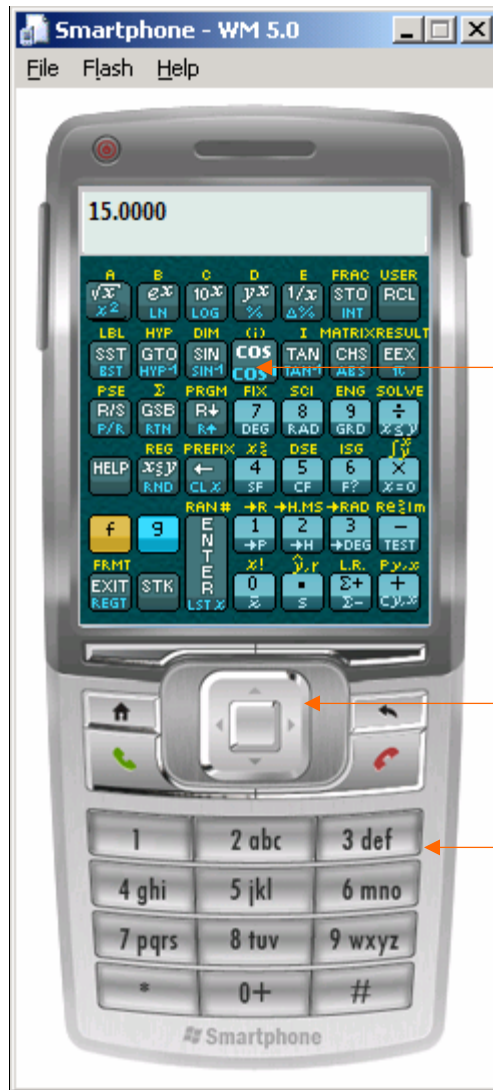 Smartphone - WM 5.0
File Flash Help
15.0000
A B C D E FRAC USER
√x e^x 10^x y^x 1/x STO RCL
x² LN LOG % Δ% INT
LBL HYP DIM (i) I MATRIX RESULT
SST GTO SIN COS TAN CHS EEX
BST HYP-1 SIN-1 COS TAN-1 ABS π
PSE Σ PRGM FIX SCI ENG SOLVE
R/S GSB R↓ 7 8 9 ÷
P/R RTN R↑ DEG RAD GRD x≤y
REG PREFIX DSE ISG
HELP x≶y ← 4 5 6 ×
RND CL x SF CF F? x=0
RAN# →R →H.MS →RAD Re≷Im
f g ENTER 1 2 3 −
→P →H →DEG TEST
FRMT x! ŷ,r L.R. P y,x
EXIT STK 0 . Σ+ +
REGT LST x x̄ s Σ− C y,x
1 2 abc 3 def
4 ghi 5 jkl 6 mno
7 pqrs 8 tuv 9 wxyz
* 0+ #
Smartphone